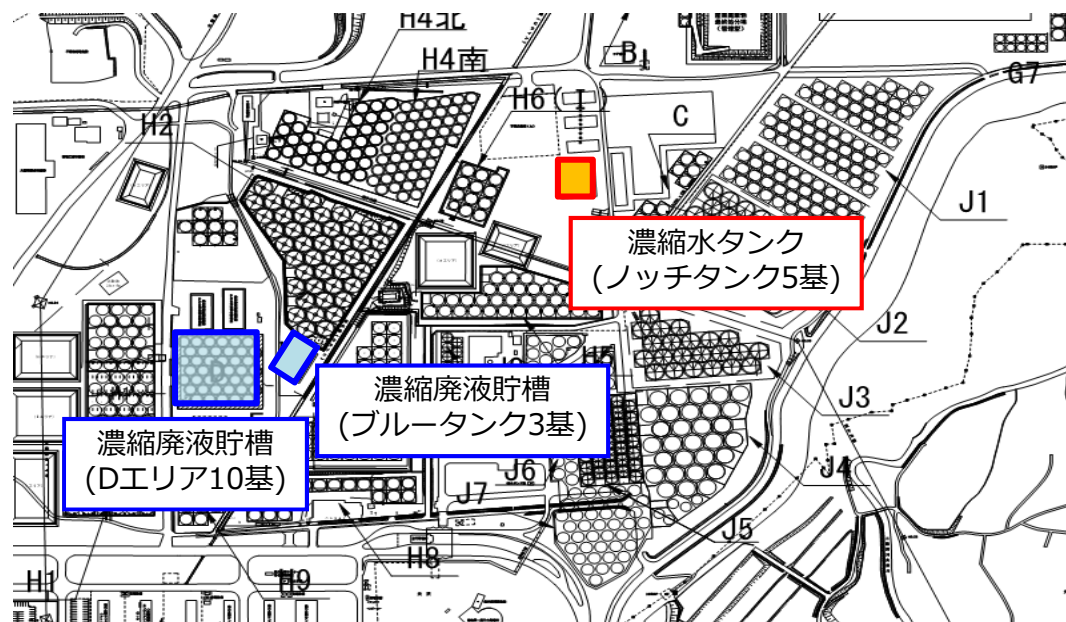 H4北
H4南
B
G7
H2
H6(Ⅰ)
C
J1
濃縮水タンク
(ノッチタンク5基)
J2
H5
D
濃縮廃液貯槽
(ブルータンク3基)
J3
濃縮廃液貯槽
(Dエリア10基)
J6
J4
J7
J5
H8
H1
H9